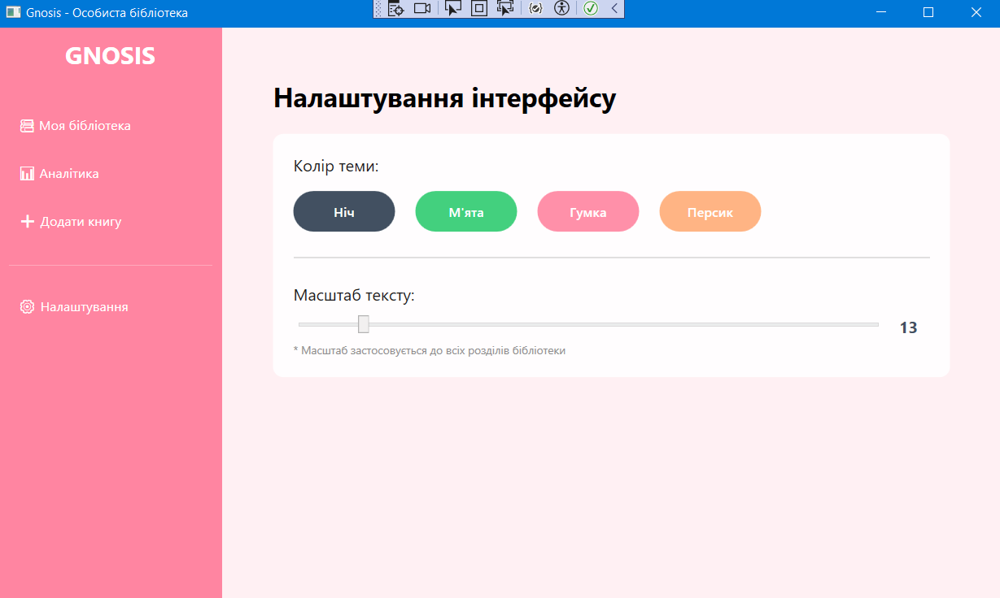 Gnosis - Особиста бібліотека
GNOSIS
Моя бібліотека
Аналітика
Додати книгу
Налаштування
Налаштування інтерфейсу
Колір теми:
Ніч
М'ята
Гумка
Персик
Масштаб тексту:
13
* Масштаб застосовується до всіх розділів бібліотеки